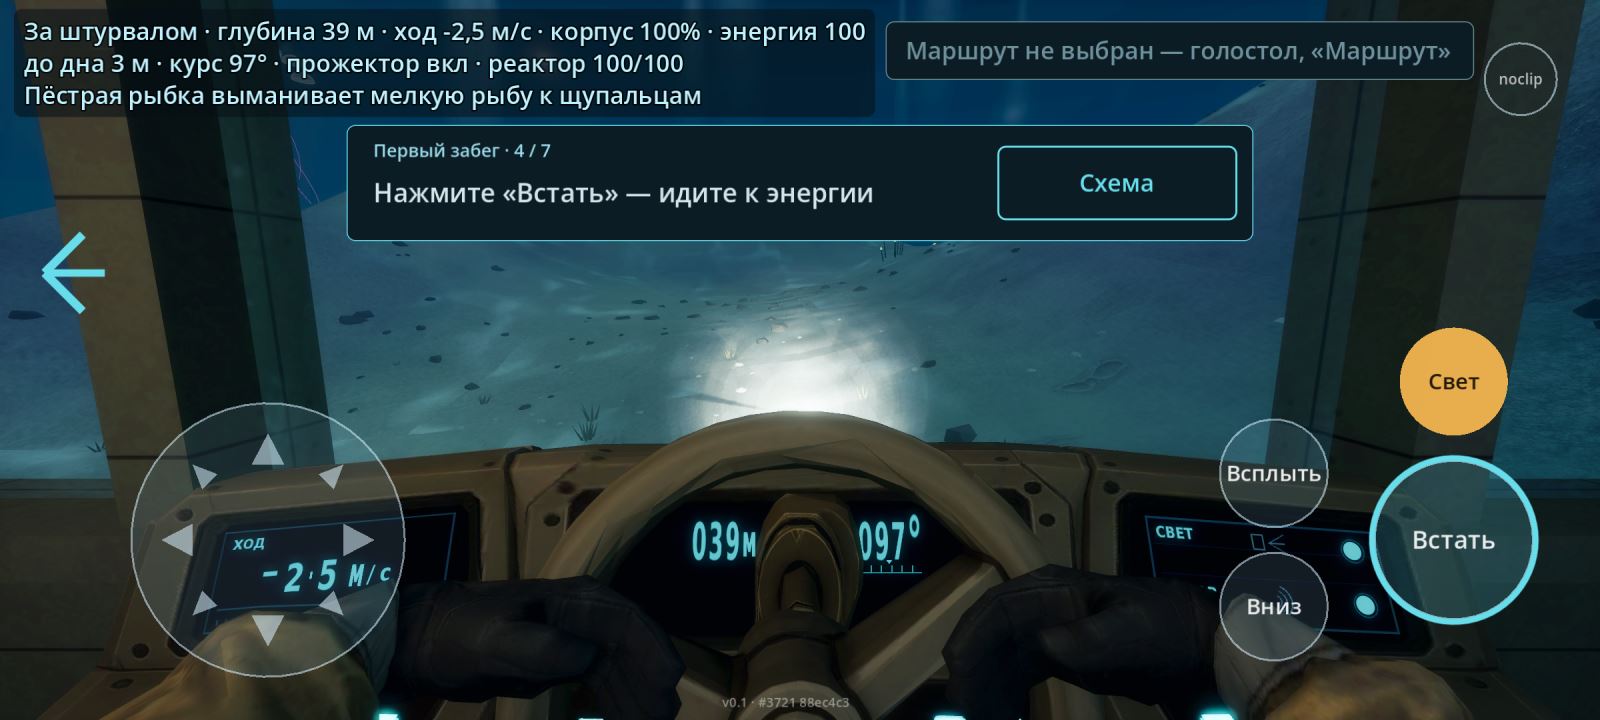 За штурвалом · глубина 39 м · ход -2,5 м/с · корпус 100% · энергия 100
до дна 3 м · курс 97° · прожектор вкл · реактор 100/100
Пёстрая рыбка выманивает мелкую рыбу к щупальцам
Маршрут не выбран — голостол, «Маршрут»
noclip
Первый забег · 4 / 7
Нажмите «Встать» — идите к энергии
Схема
Свет
Всплыть
Встать
Вниз
ХОД
-2,5 М/с
039м
097°
СВЕТ
v0.1 · #3721 88ec4c3